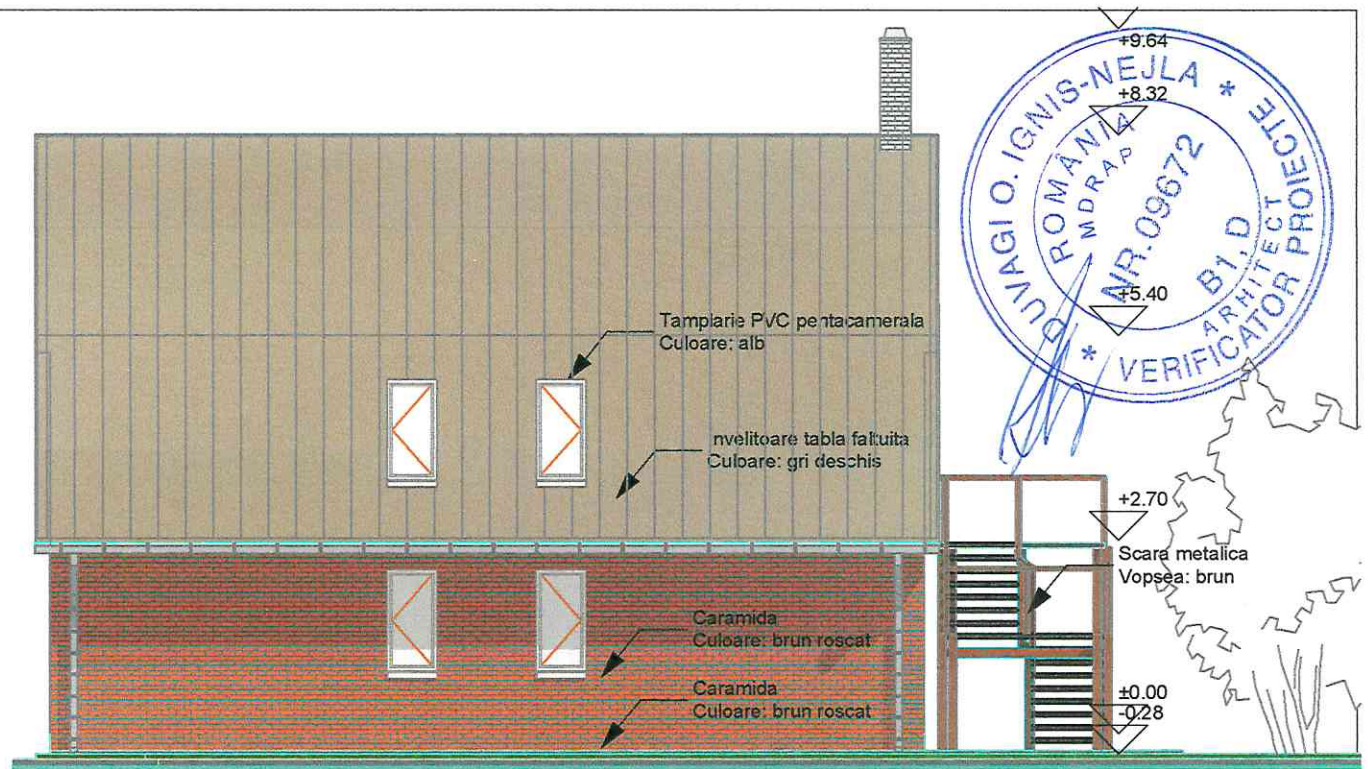 +9.64
+8.32
+5.40
DUVAGI O. IGNIS-NEJLA
* VERIFICATOR PROIECTE *
ROMÂNIA
MDRAP
NR.09672
B1,D
ARHITECT
Tamplarie PVC pentacamerala
Culoare: alb
nvelitoare tabla faltuita
Culoare: gri deschis
+2.70
Scara metalica
Vopsea: brun
Caramida
Culoare: brun roscat
Caramida
Culoare: brun roscat
±0.00
-0.28